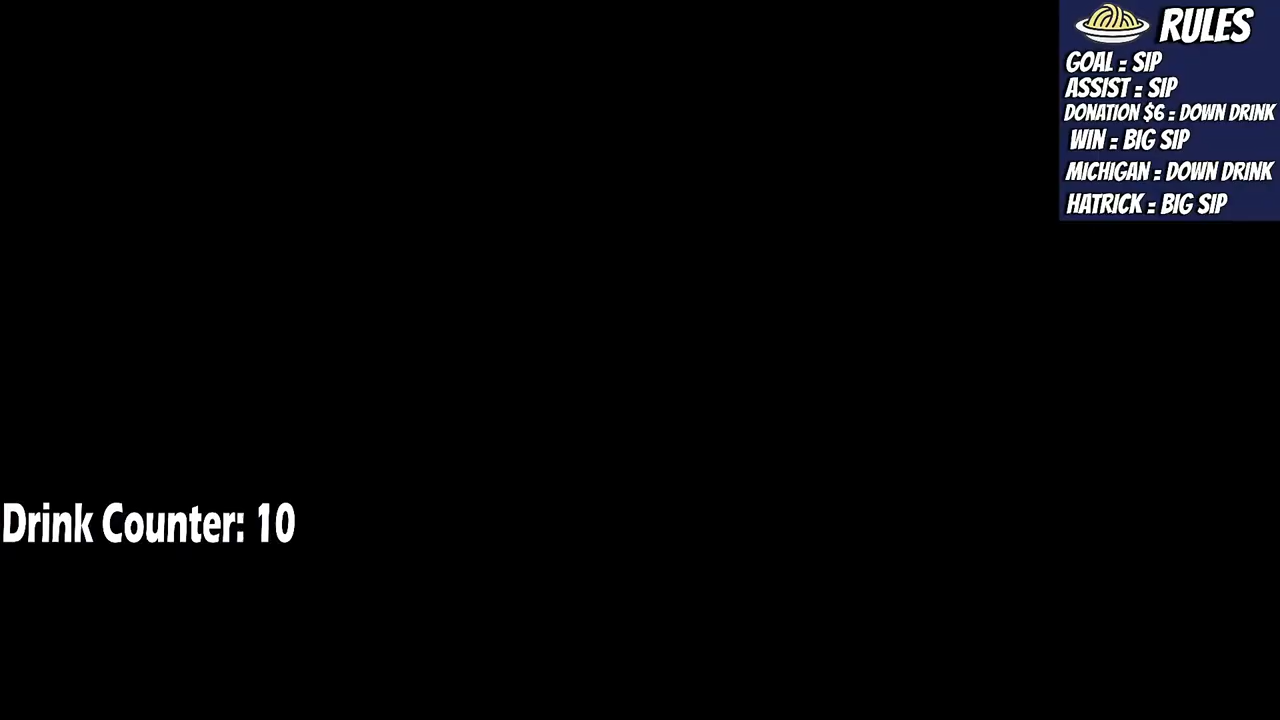 RULES
GOAL = SIP
ASSIST = SIP
DONATION $6 = DOWN DRINK
WIN = BIG SIP
MICHIGAN = DOWN DRINK
HATRICK = BIG SIP
Drink Counter: 10